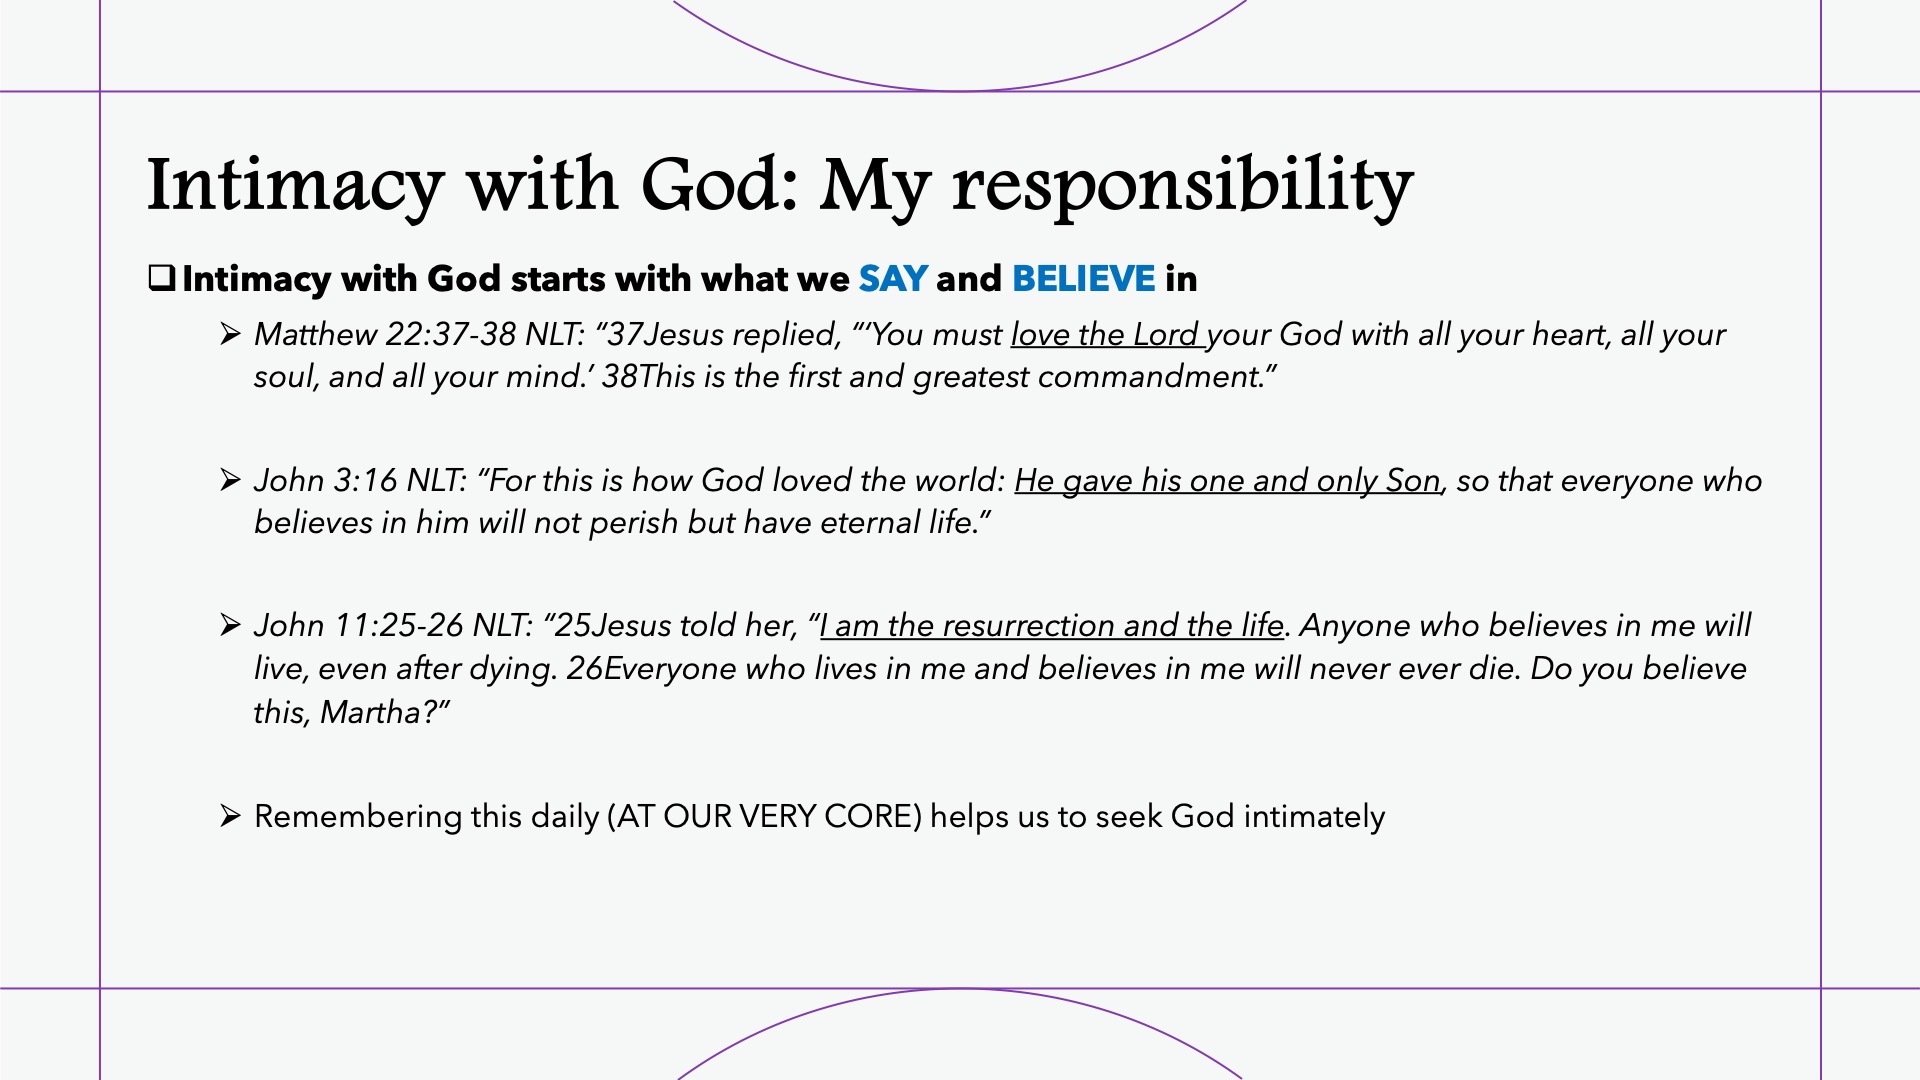 Intimacy with God: My responsibility
❑Intimacy with God starts with what we SAY and BELIEVE in
➢ Matthew 22:37-38 NLT: “37Jesus replied, “‘You must love the Lord your God with all your heart, all your
soul, and all your mind.’ 38This is the first and greatest commandment.”
➢ John 3:16 NLT: “For this is how God loved the world: He gave his one and only Son, so that everyone who
believes in him will not perish but have eternal life.”
➢ John 11:25-26 NLT: “25Jesus told her, “I am the resurrection and the life. Anyone who believes in me will
live, even after dying. 26Everyone who lives in me and believes in me will never ever die. Do you believe
this, Martha?”
➢ Remembering this daily (AT OUR VERY CORE) helps us to seek God intimately